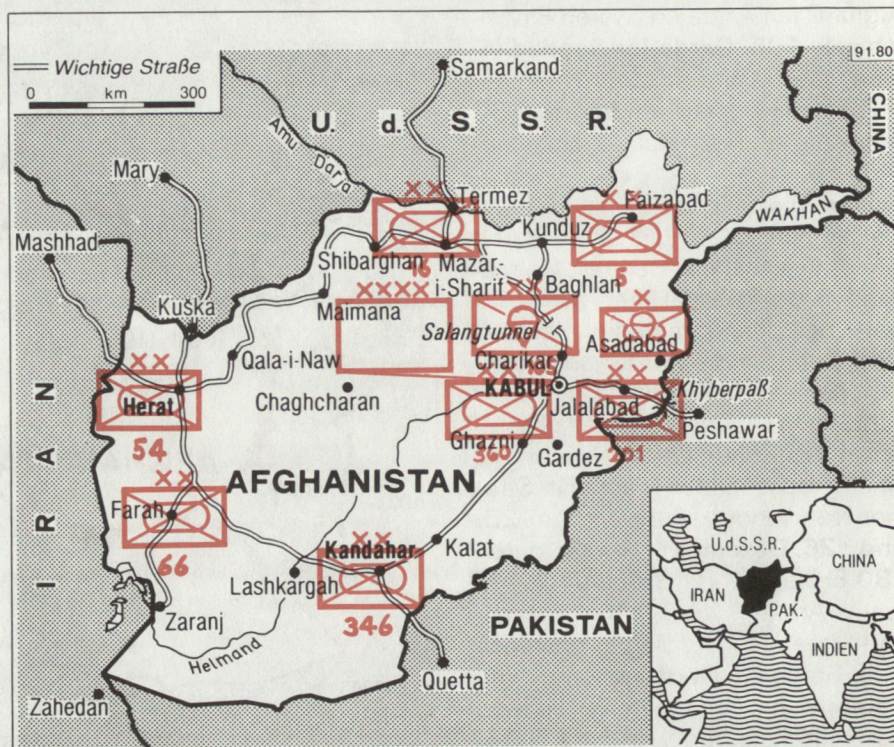 Wichtige Straße
0 km 300
91.80
Samarkand
U. d. S. S. R.
CHINA
Amu Darja
Mary
Termez
Faizabad
WAKHAN
Mashhad
Kunduz
Shibarghan
Mazar-
i-Sharif
16
5
Baghlan
Kuška
Maimana
Salangtunnel
Asadabad
Qala-i-Naw
Charikar
KABUL
Khyberpaß
Herat
Chaghcharan
Jalalabad
Peshawar
54
Ghazni
360
Gardez
201
IRAN
AFGHANISTAN
Farah
66
Kandahar
Kalat
Lashkargah
346
Zaranj
Helmand
PAKISTAN
Quetta
Zahedan
U.d.S.S.R.
CHINA
IRAN
PAK.
INDIEN